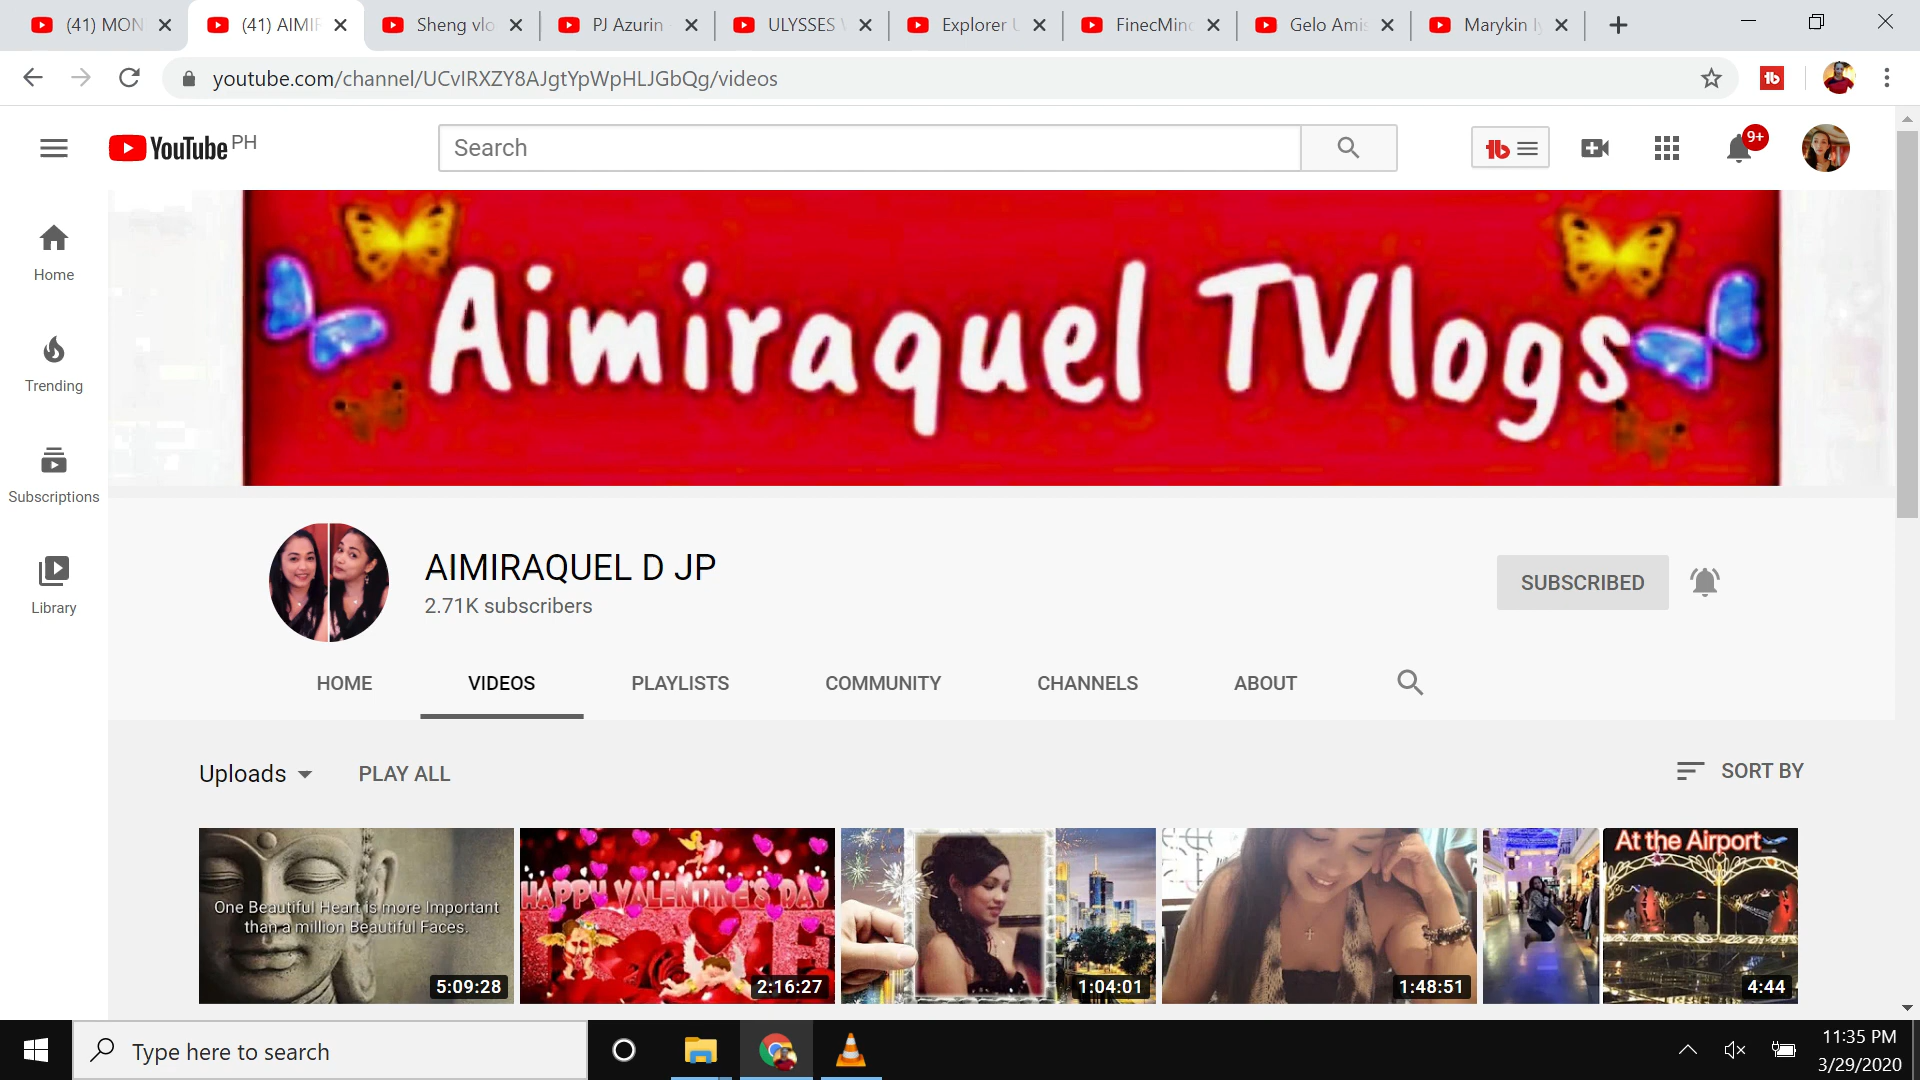 (41) MON
(41) AIMIR
Sheng vlo
PJ Azurin
ULYSSES
Explorer
FinecMin
Gelo Ami
Marykin
youtube.com/channel/UCvIRXZY8AJgtYpWpHLJGbQg/videos
YouTube PH
Search
9+
Home
Trending
Subscriptions
Library
Aimiraquel TVlogs
AIMIRAQUEL D JP
2.71K subscribers
SUBSCRIBED
HOME
VIDEOS
PLAYLISTS
COMMUNITY
CHANNELS
ABOUT
Uploads
PLAY ALL
SORT BY
One Beautiful Heart is more Important
than a million Beautiful Faces.
5:09:28
HAPPY VALENTINE'S DAY
2:16:27
1:04:01
1:48:51
At the Airport
4:44
Type here to search
11:35 PM
3/29/2020